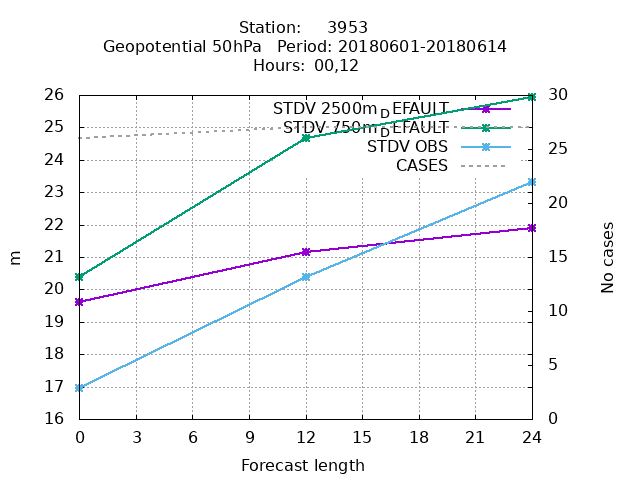 Station: 3953
Geopotential 50hPa Period: 20180601-20180614
Hours: 00,12
26
25
24
23
22
21
20
19
18
17
16
m
30
25
20
15
10
5
0
No cases
STDV 2500m_DEFAULT
STDV 750m_DEFAULT
STDV OBS
CASES
0 3 6 9 12 15 18 21 24
Forecast length